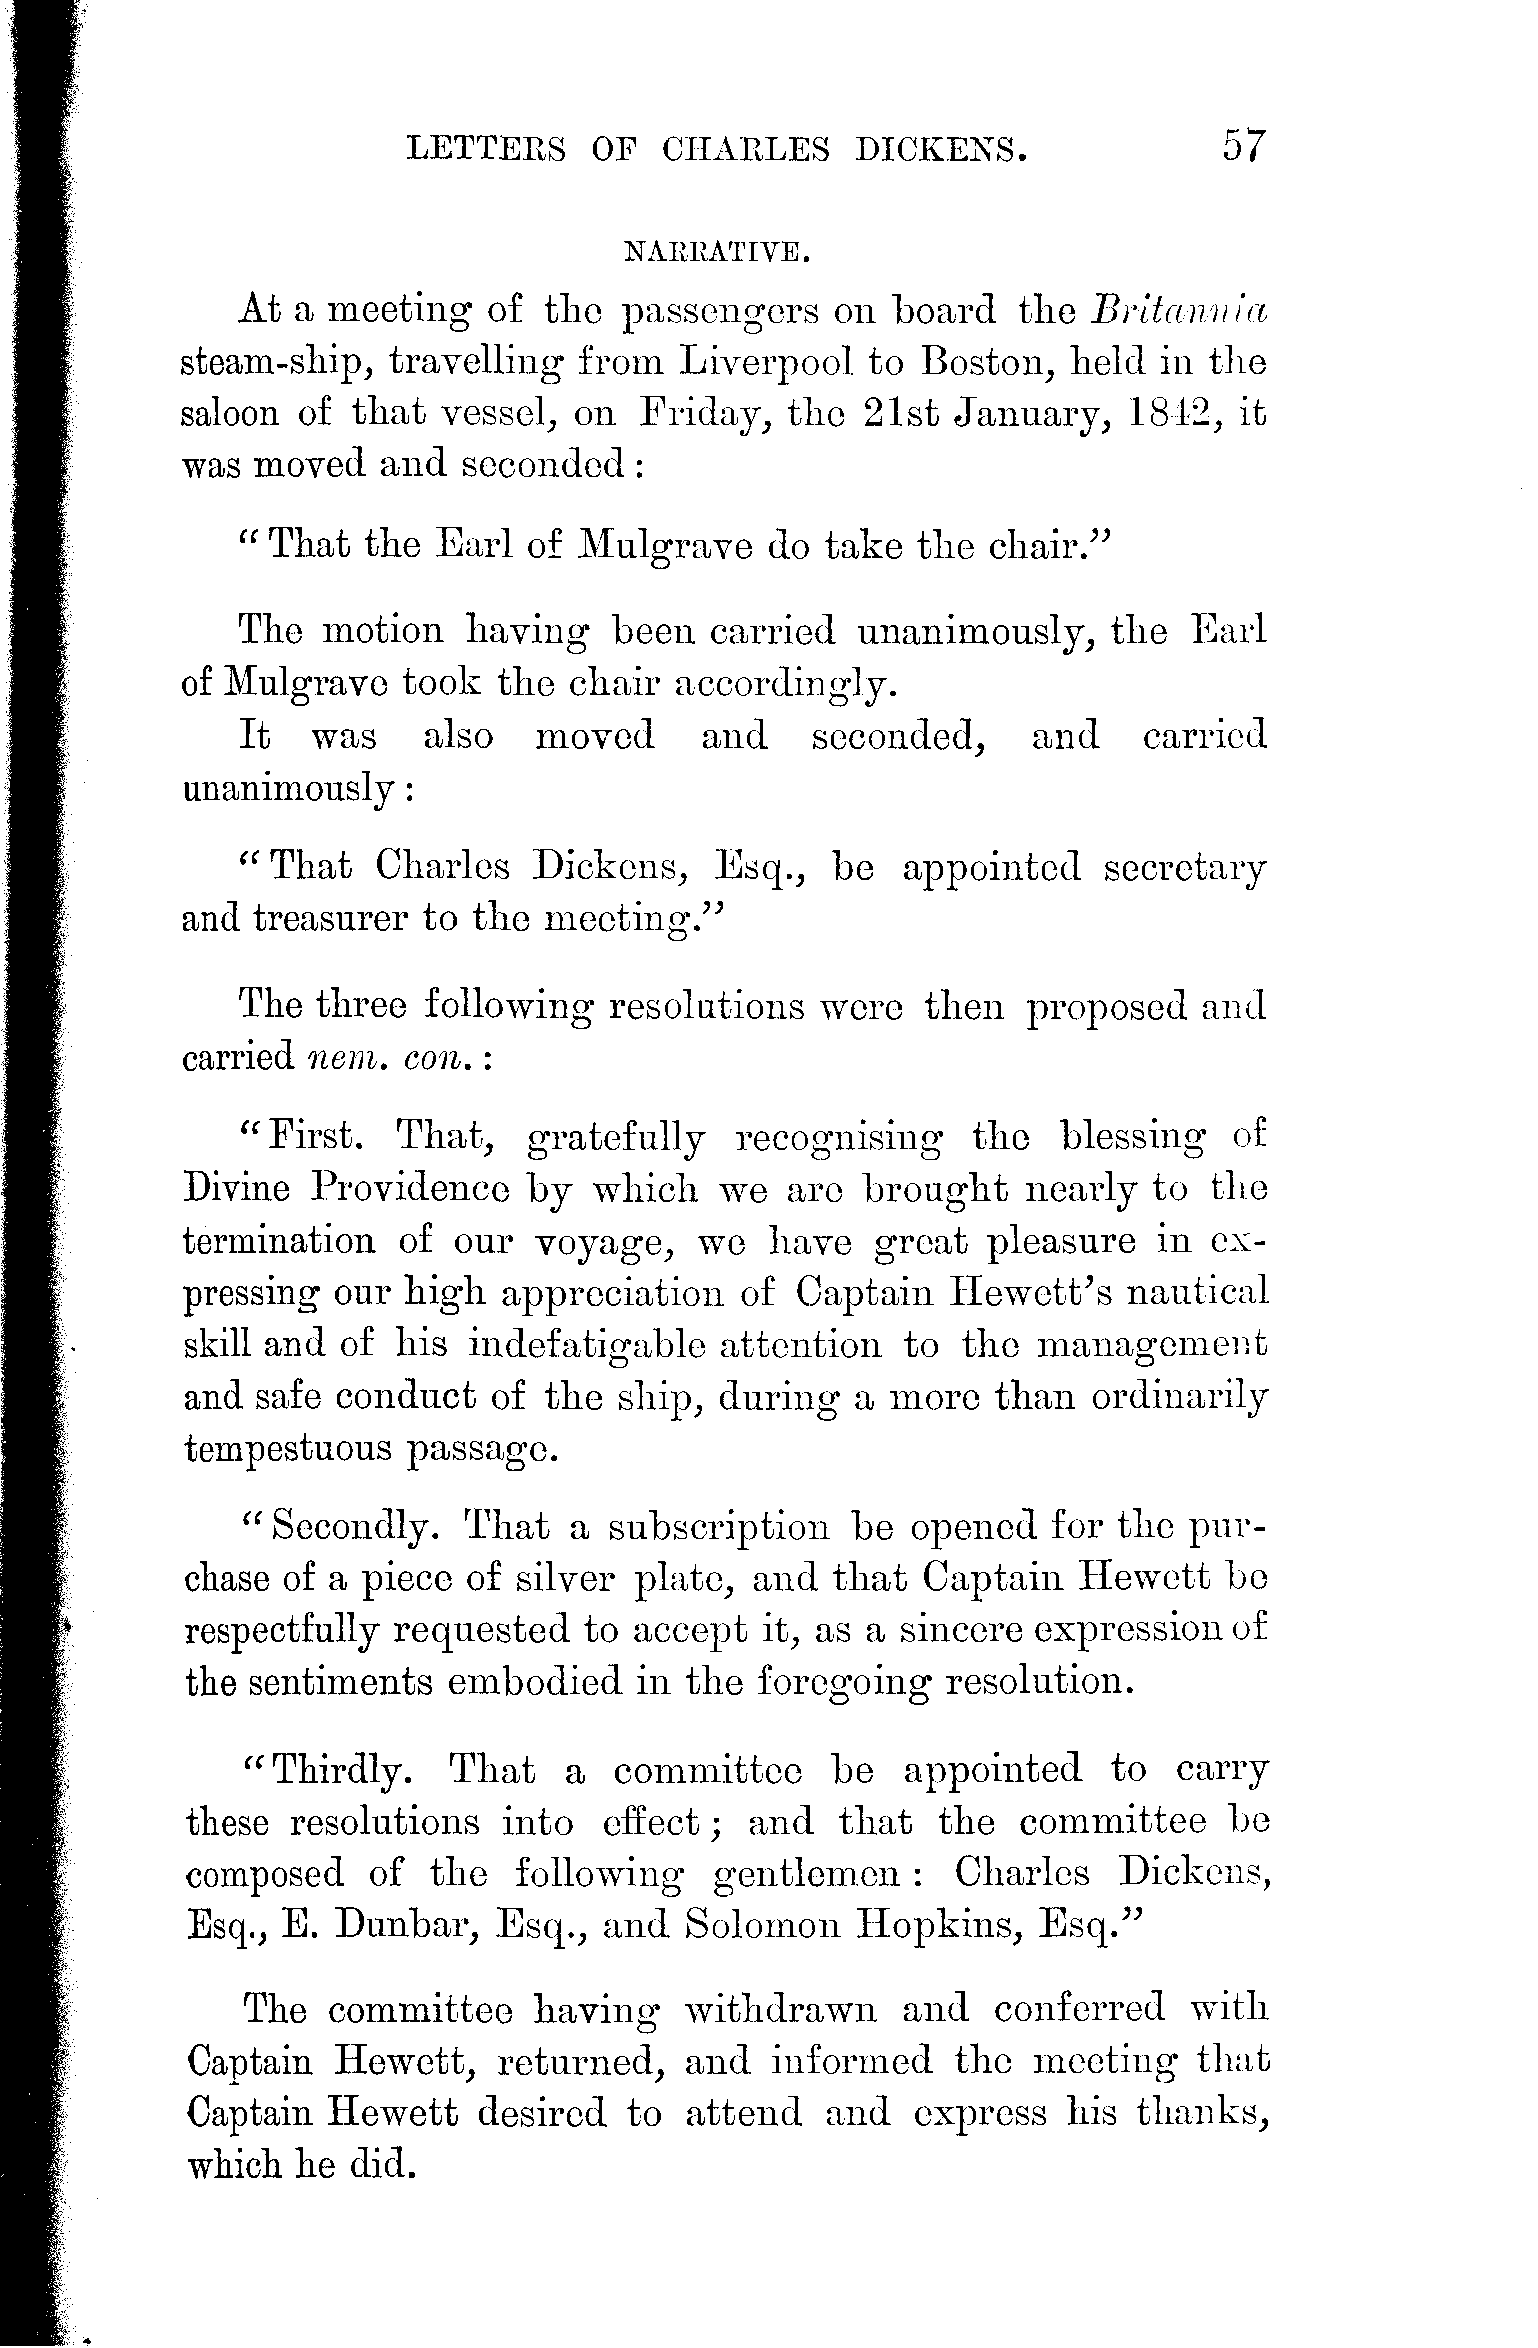 LETTERS OF CHARLES DICKENS. 57
NARRATIVE.
At a meeting of the passengers on board the Britannia
steam-ship, travelling from Liverpool to Boston, held in the
saloon of that vessel, on Friday, the 21st January, 1842, it
was moved and seconded:
"That the Earl of Mulgrave do take the chair."
The motion having been carried unanimously, the Earl
of Mulgrave took the chair accordingly.
It was also moved and seconded, and carried
unanimously:
"That Charles Dickens, Esq., be appointed secretary
and treasurer to the meeting."
The three following resolutions were then proposed and
carried nem. con.:
"First. That, gratefully recognising the blessing of
Divine Providence by which we are brought nearly to the
termination of our voyage, we have great pleasure in ex-
pressing our high appreciation of Captain Hewett's nautical
skill and of his indefatigable attention to the management
and safe conduct of the ship, during a more than ordinarily
tempestuous passage.
"Secondly. That a subscription be opened for the pur-
chase of a piece of silver plate, and that Captain Hewett be
respectfully requested to accept it, as a sincere expression of
the sentiments embodied in the foregoing resolution.
"Thirdly. That a committee be appointed to carry
these resolutions into effect; and that the committee be
composed of the following gentlemen: Charles Dickens,
Esq., E. Dunbar, Esq., and Solomon Hopkins, Esq."
The committee having withdrawn and conferred with
Captain Hewett, returned, and informed the meeting that
Captain Hewett desired to attend and express his thanks,
which he did.